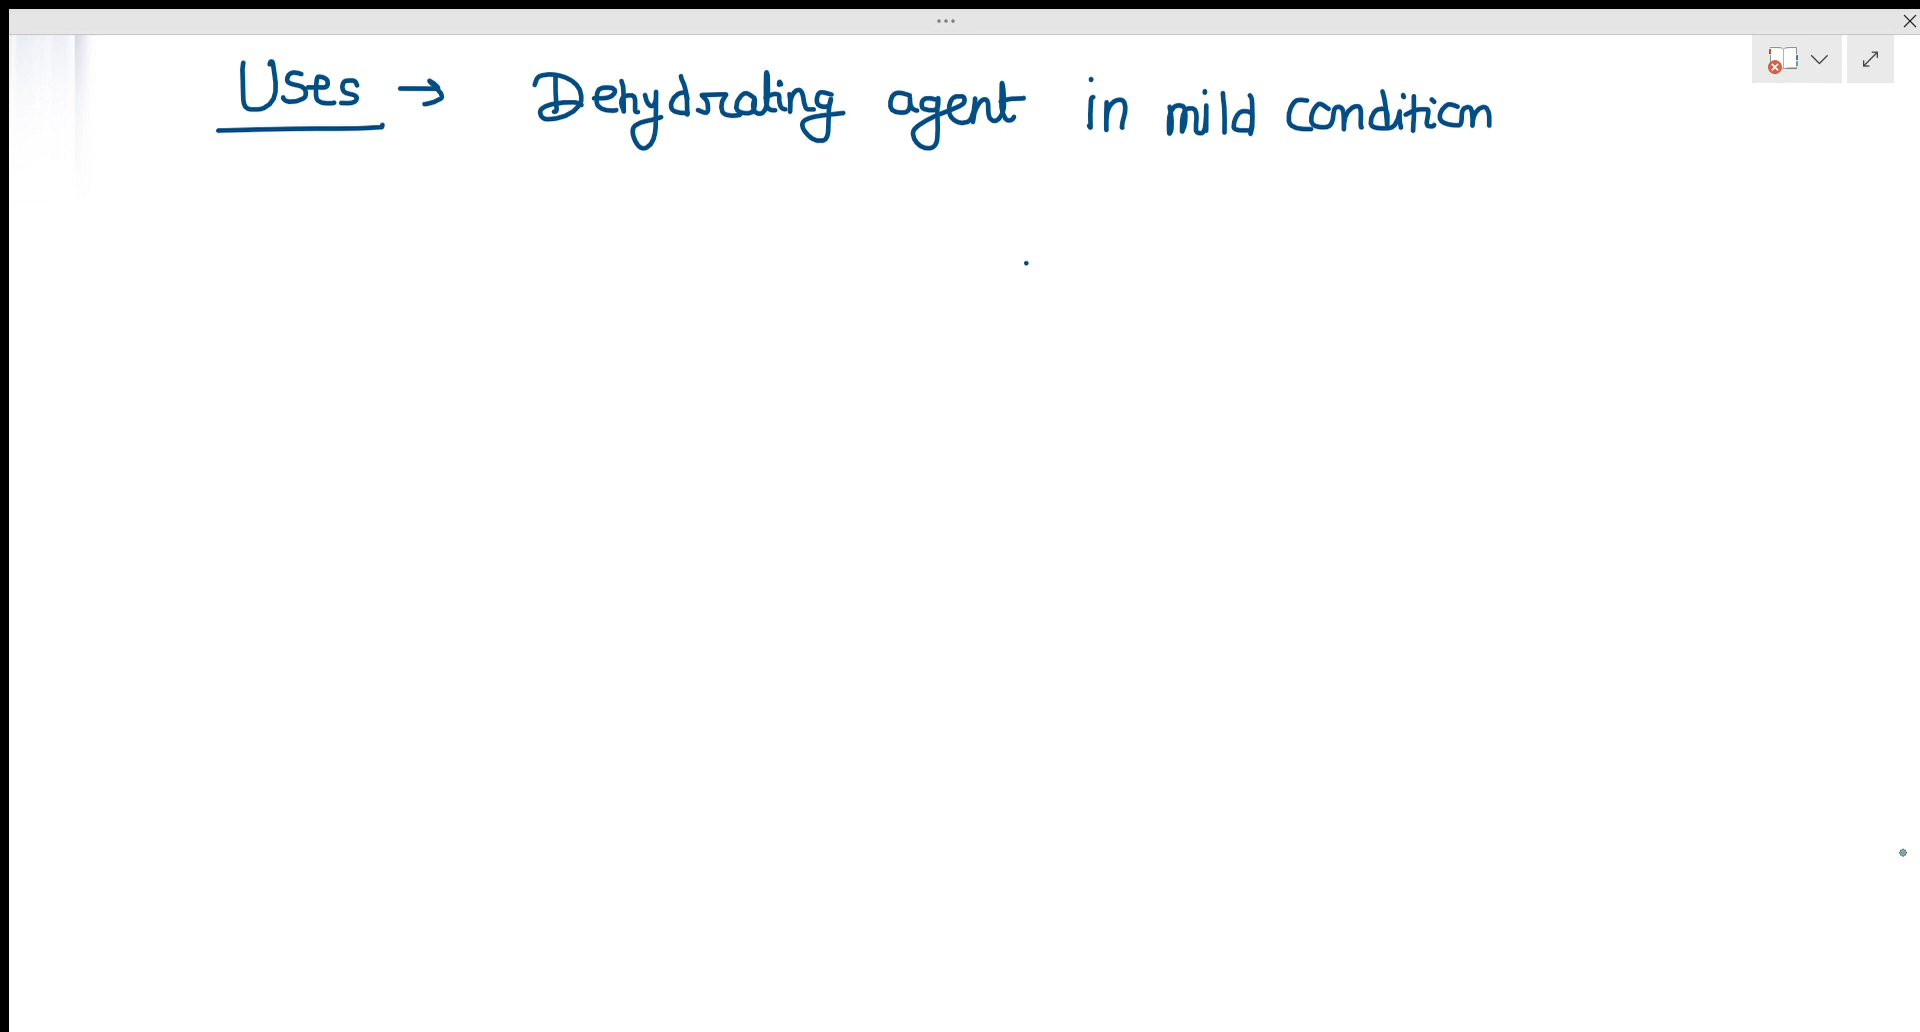 Uses → Dehydrating agent in mild condition